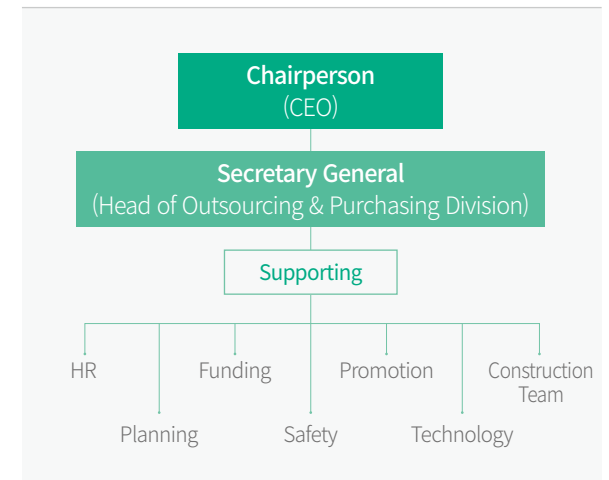 Chairperson
(CEO)
Secretary General
(Head of Outsourcing & Purchasing Division)
Supporting
HR
Funding
Promotion
Construction
Team
Planning
Safety
Technology